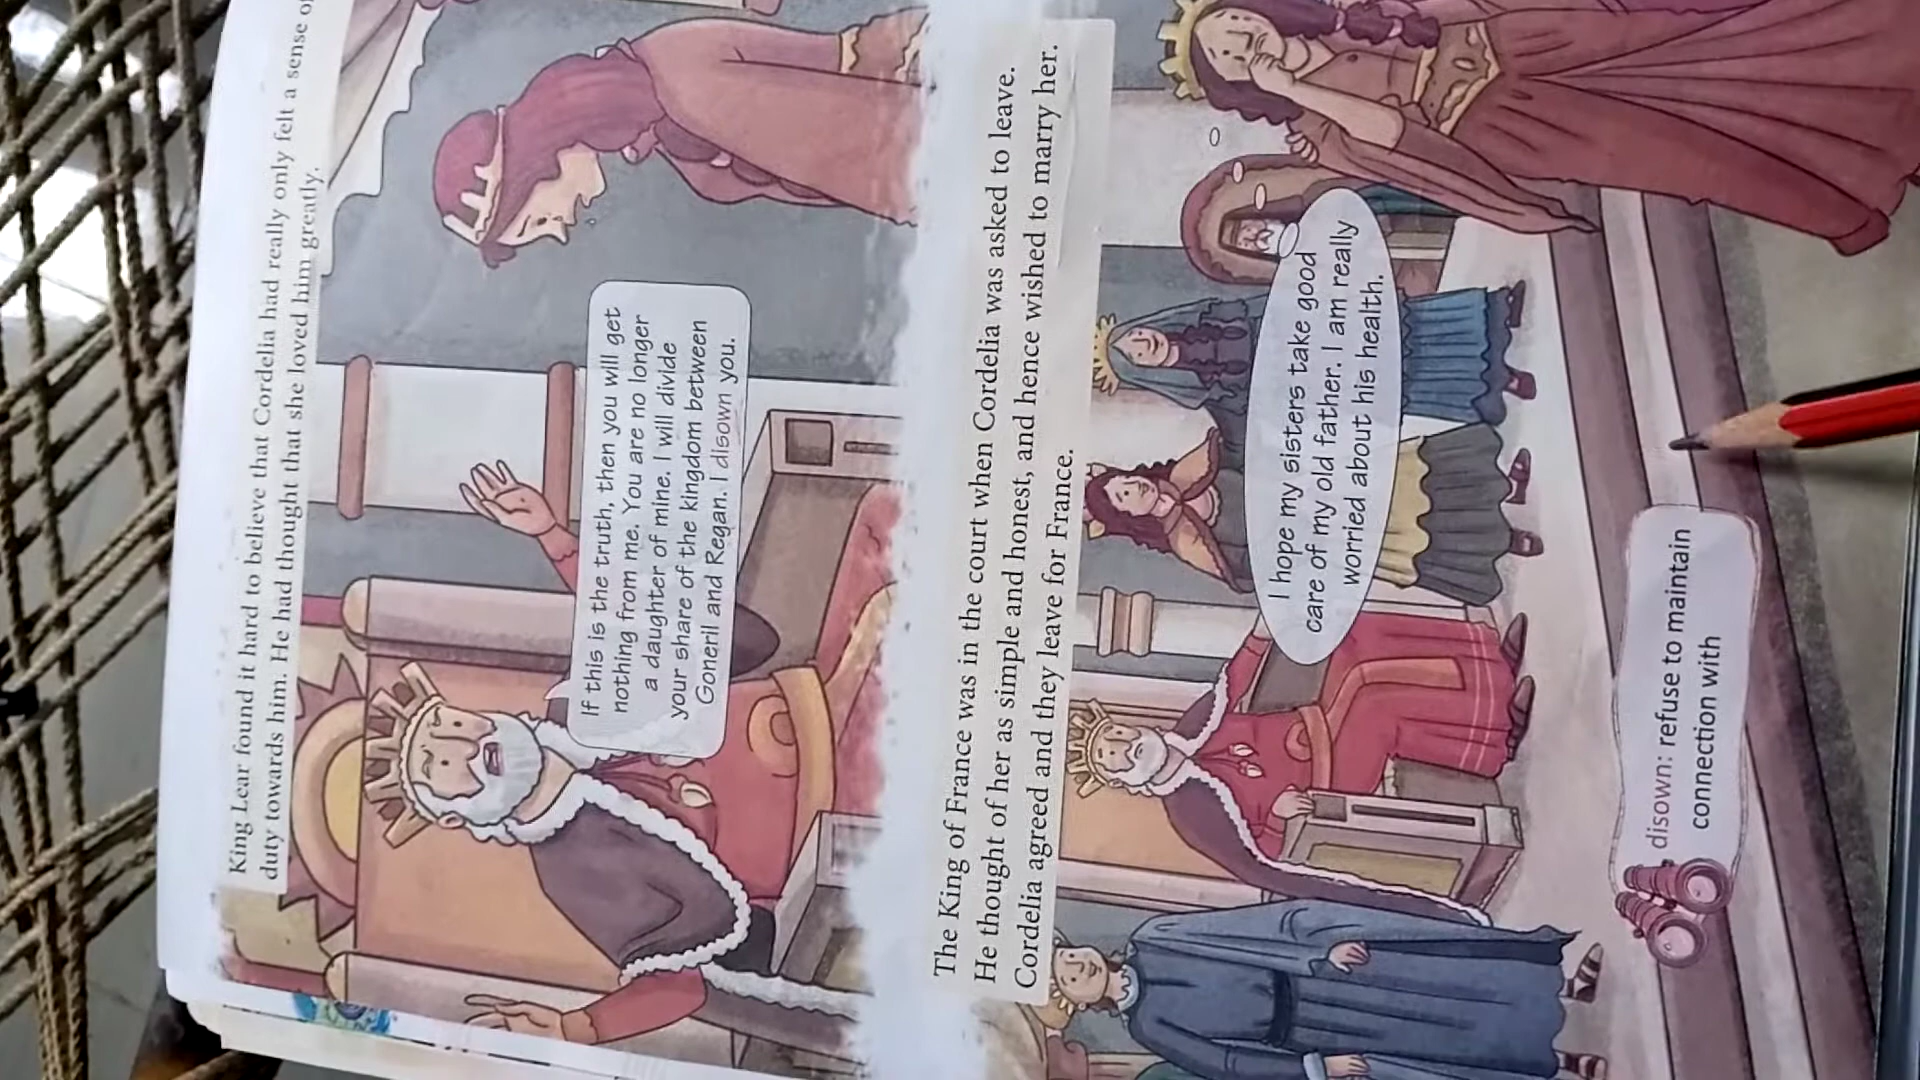 King Lear found it hard to believe that Cordelia had really only felt a sense of
duty towards him. He had thought that she loved him greatly.
If this is the truth, then you will get
nothing from me. You are no longer
a daughter of mine. I will divide
your share of the kingdom between
Goneril and Regan. I disown you.
The King of France was in the court when Cordelia was asked to leave.
He thought of her as simple and honest, and hence wished to marry her.
Cordelia agreed and they leave for France.
I hope my sisters take good
care of my old father. I am really
worried about his health.
disown: refuse to maintain
connection with